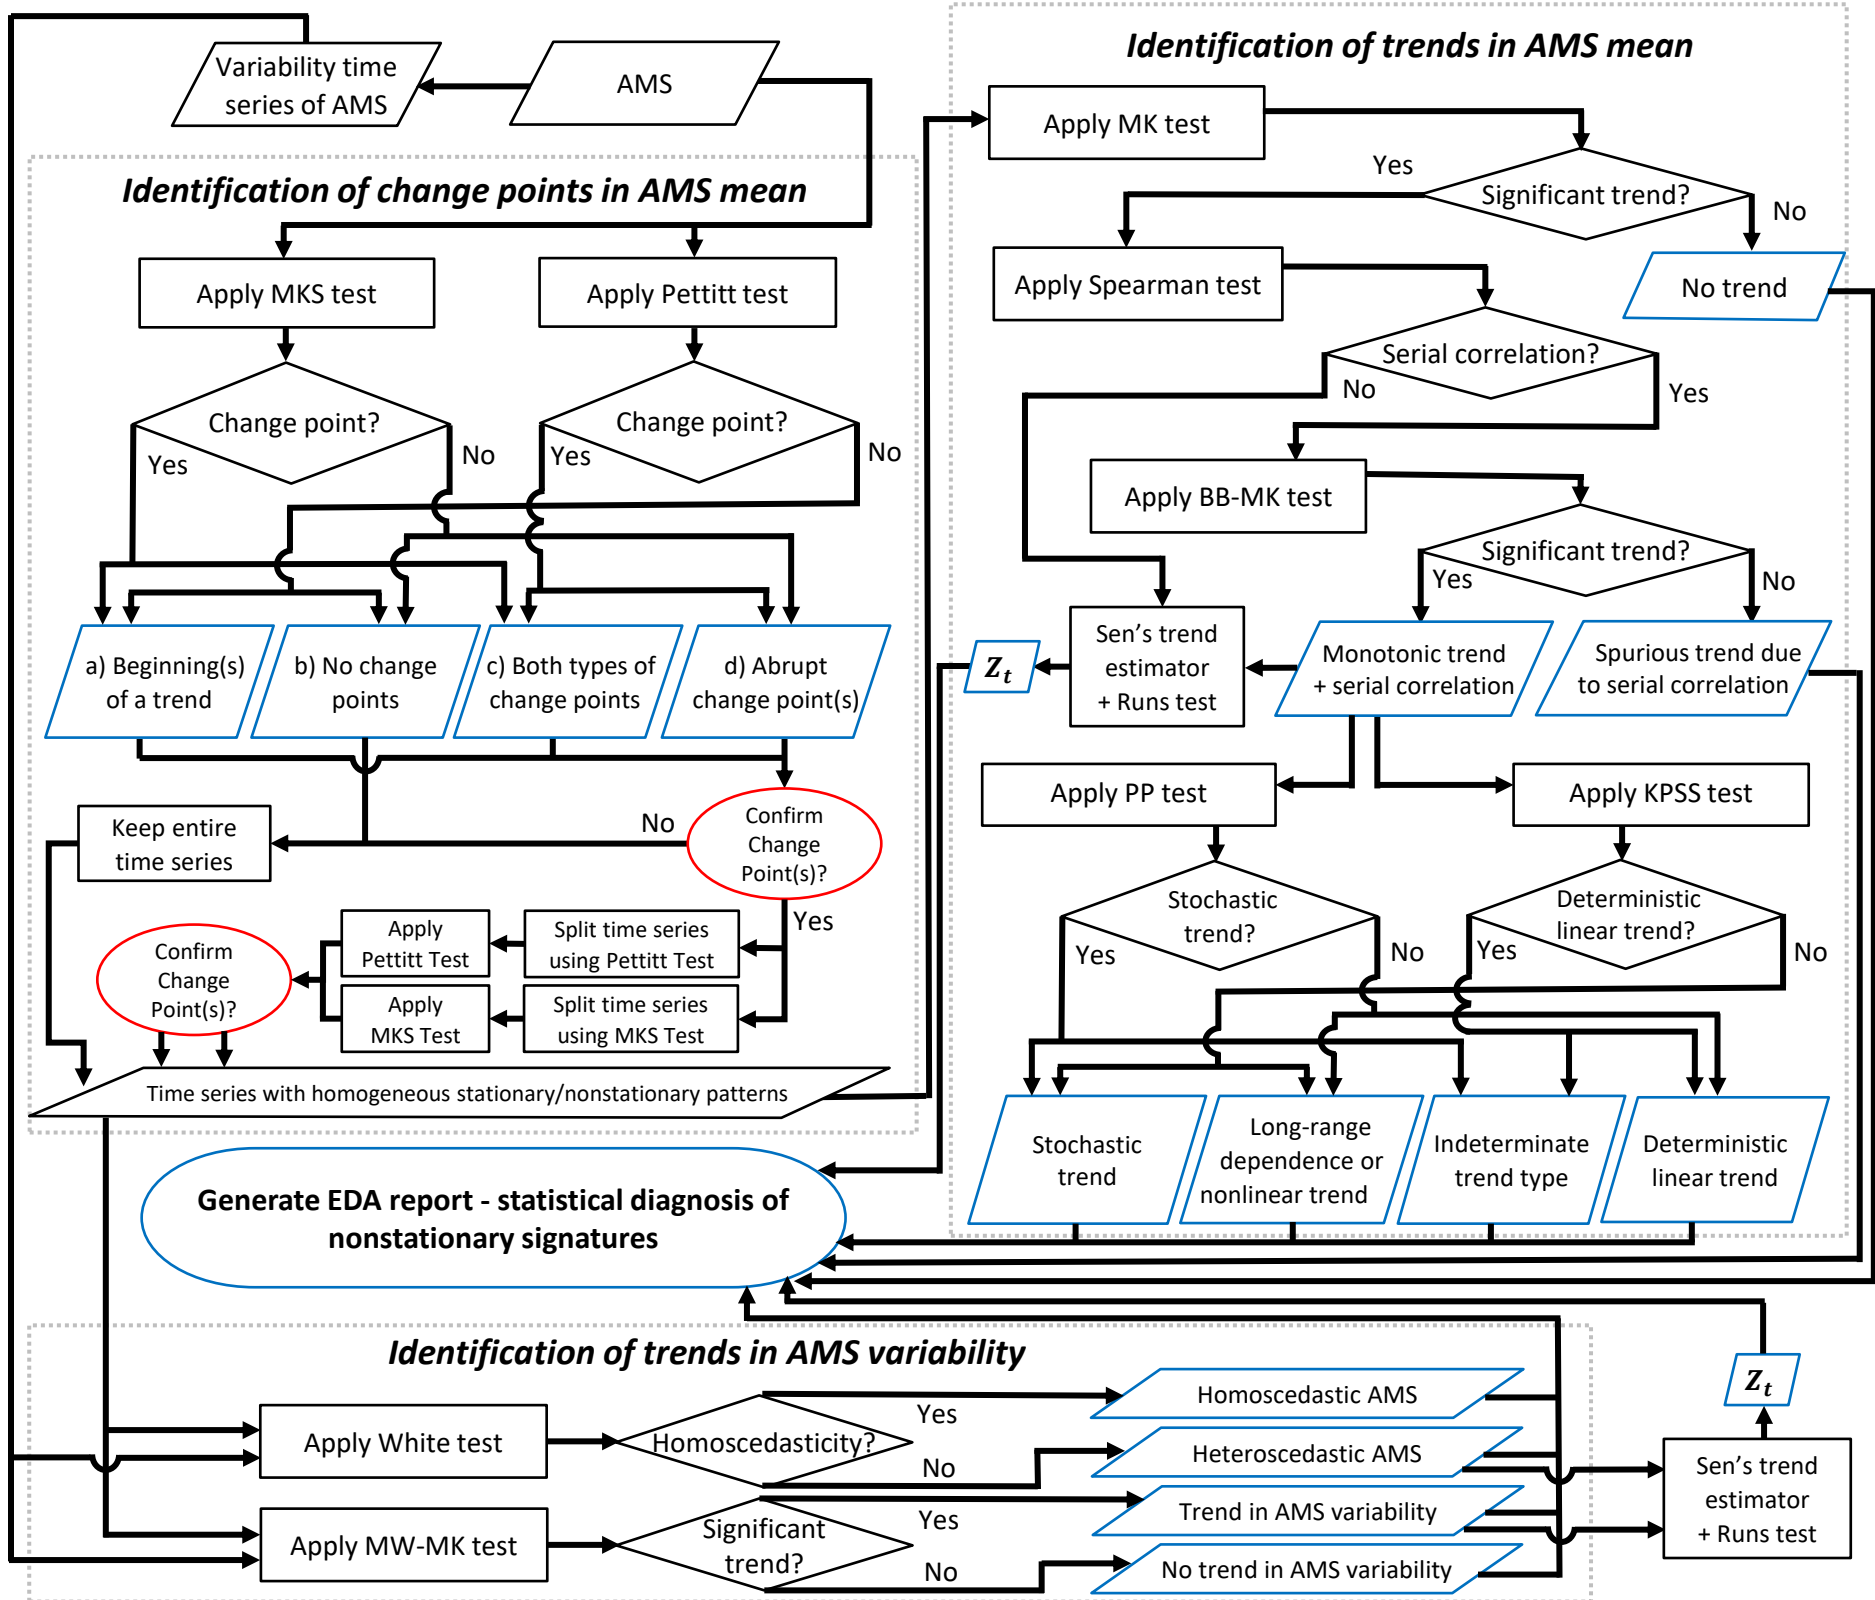 Variability time
series of AMS
AMS
Identification of change points in AMS mean
Apply MKS test
Apply Pettitt test
Change point?
Change point?
Yes
No
Yes
No
a) Beginning(s)
of a trend
b) No change
points
c) Both types of
change points
d) Abrupt
change point(s)
Keep entire
time series
No
Confirm
Change
Point(s)?
Yes
Confirm
Change
Point(s)?
Apply
Pettitt Test
Split time series
using Pettitt Test
Apply
MKS Test
Split time series
using MKS Test
Time series with homogeneous stationary/nonstationary patterns
Identification of trends in AMS mean
Apply MK test
Yes
Significant trend?
No
Apply Spearman test
No trend
Serial correlation?
No
Yes
Apply BB-MK test
Significant trend?
Yes
No
Zt
Sen’s trend
estimator
+ Runs test
Monotonic trend
+ serial correlation
Spurious trend due
to serial correlation
Apply PP test
Apply KPSS test
Stochastic
trend?
Deterministic
linear trend?
Yes
No
Yes
No
Stochastic
trend
Long-range
dependence or
nonlinear trend
Indeterminate
trend type
Deterministic
linear trend
Generate EDA report - statistical diagnosis of
nonstationary signatures
Identification of trends in AMS variability
Apply White test
Homoscedasticity?
Yes
No
Homoscedastic AMS
Heteroscedastic AMS
Apply MW-MK test
Significant
trend?
Yes
No
Trend in AMS variability
No trend in AMS variability
Zt
Sen’s trend
estimator
+ Runs test